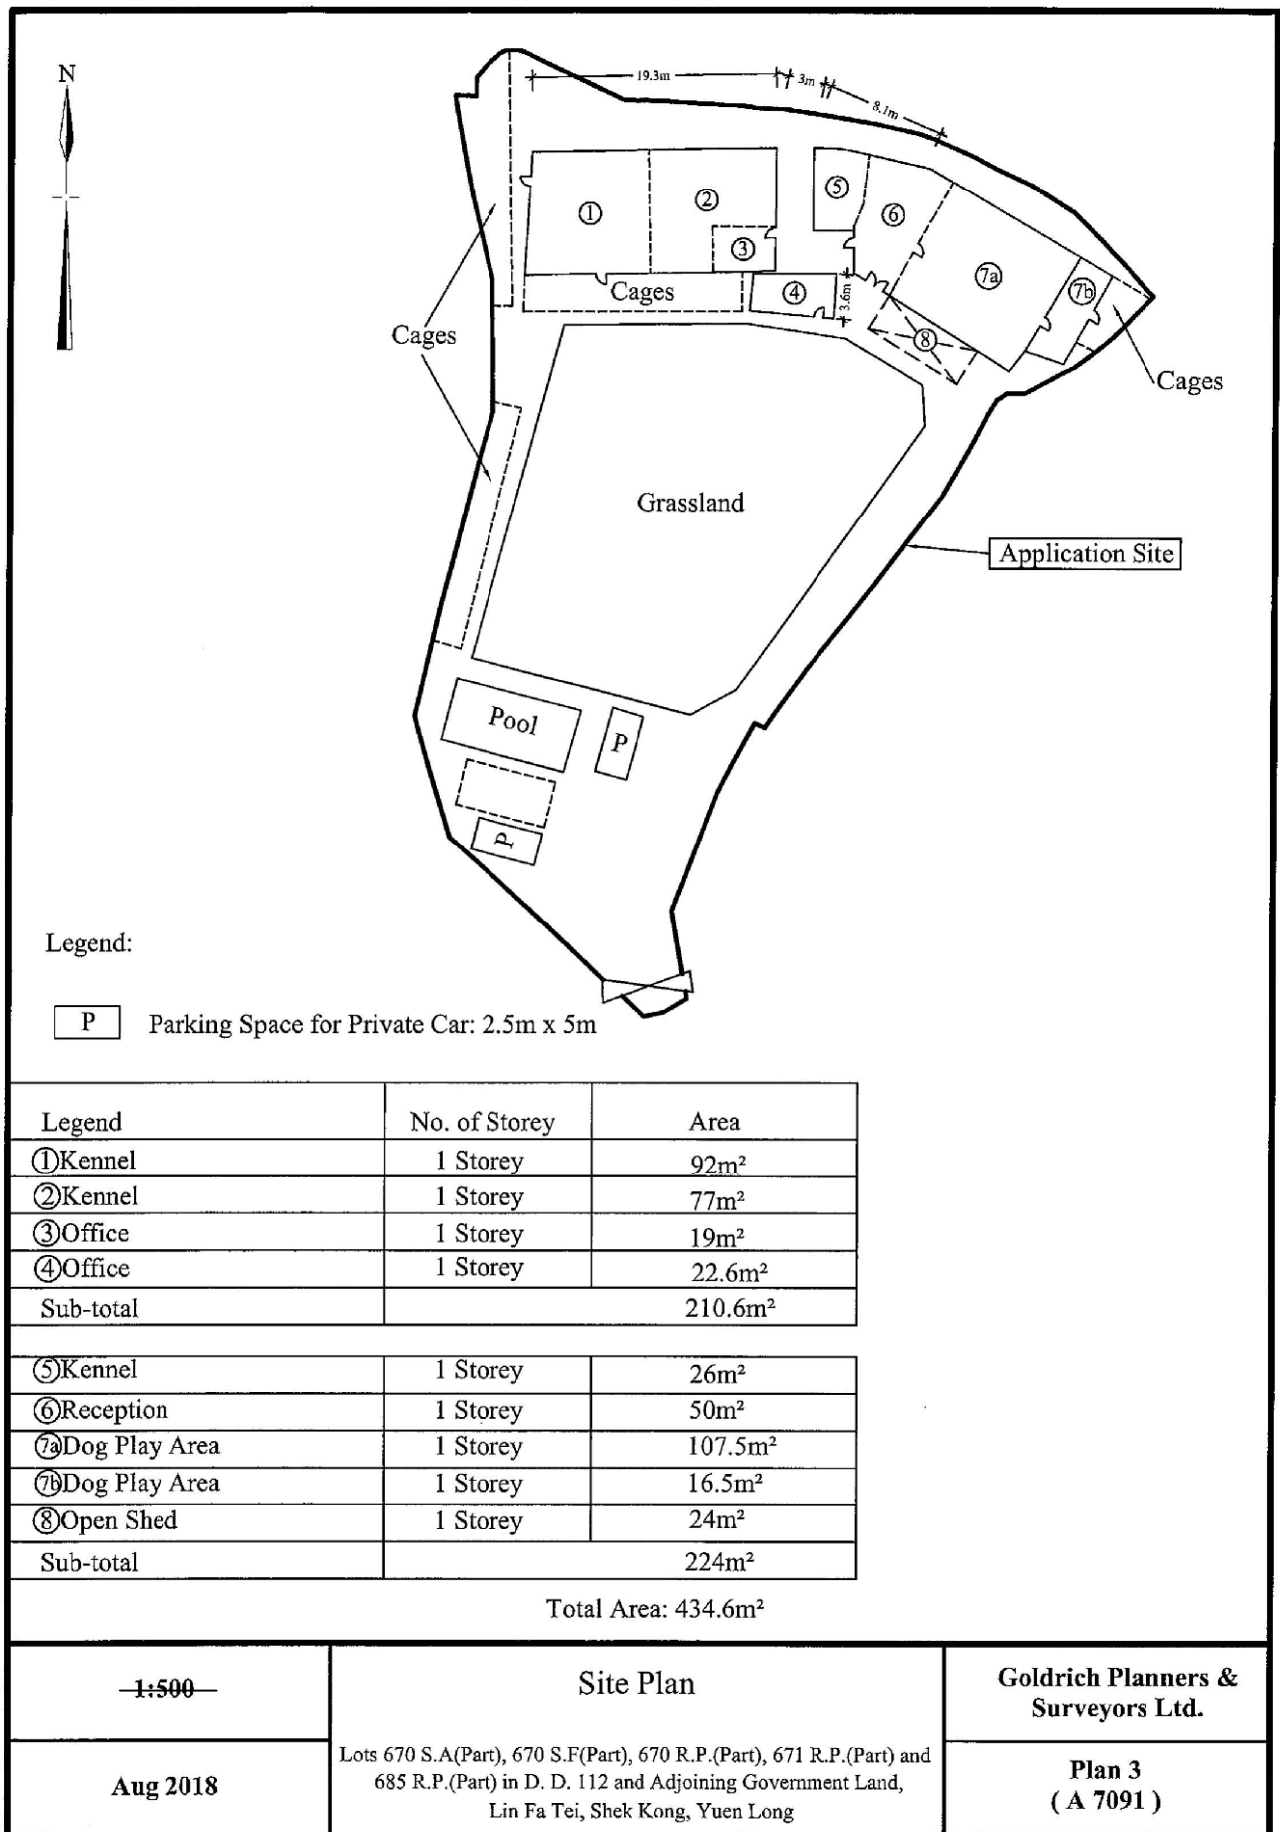 N
19.3m
3m
8.1m
① ② ③ ④ ⑤ ⑥ 7a 7b ⑧
3.6m
Cages
Cages
Cages
Grassland
Application Site
Pool
P
P
Legend:
P Parking Space for Private Car: 2.5m x 5m
Legend No. of Storey Area
①Kennel 1 Storey 92m²
②Kennel 1 Storey 77m²
③Office 1 Storey 19m²
④Office 1 Storey 22.6m²
Sub-total 210.6m²
⑤Kennel 1 Storey 26m²
⑥Reception 1 Storey 50m²
7aDog Play Area 1 Storey 107.5m²
7bDog Play Area 1 Storey 16.5m²
⑧Open Shed 1 Storey 24m²
Sub-total 224m²
Total Area: 434.6m²
1:500
Aug 2018
Site Plan
Lots 670 S.A(Part), 670 S.F(Part), 670 R.P.(Part), 671 R.P.(Part) and
685 R.P.(Part) in D. D. 112 and Adjoining Government Land,
Lin Fa Tei, Shek Kong, Yuen Long
Goldrich Planners &
Surveyors Ltd.
Plan 3
( A 7091 )